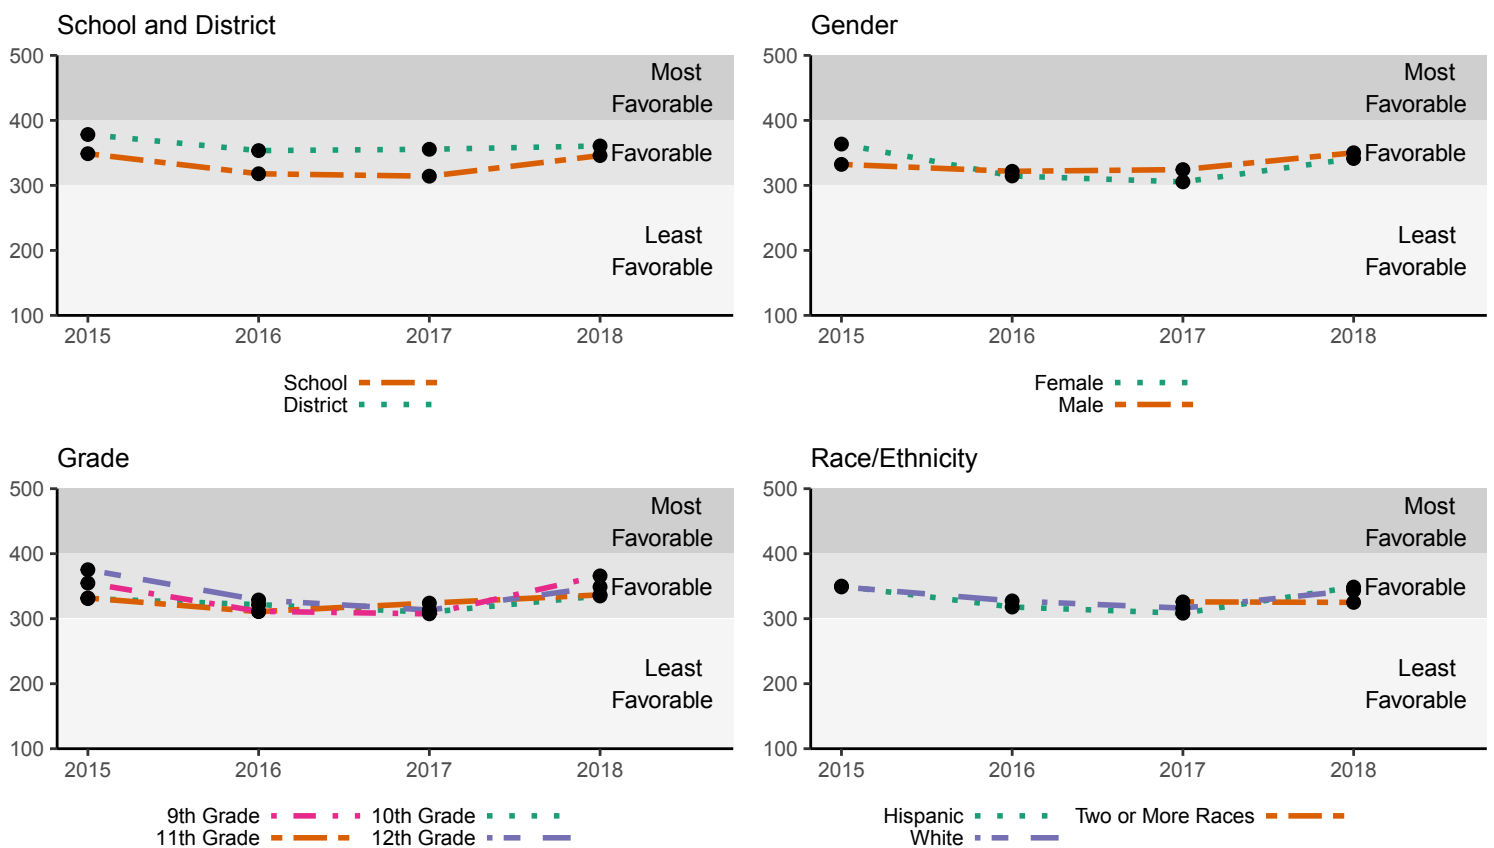 School and District
500
400
300
200
100
Most
Favorable
Favorable
Least
Favorable
2015 2016 2017 2018
School
District
Gender
500
400
300
200
100
Most
Favorable
Favorable
Least
Favorable
2015 2016 2017 2018
Female
Male
Grade
500
400
300
200
100
Most
Favorable
Favorable
Least
Favorable
2015 2016 2017 2018
9th Grade 10th Grade
11th Grade 12th Grade
Race/Ethnicity
500
400
300
200
100
Most
Favorable
Favorable
Least
Favorable
2015 2016 2017 2018
Hispanic Two or More Races
White